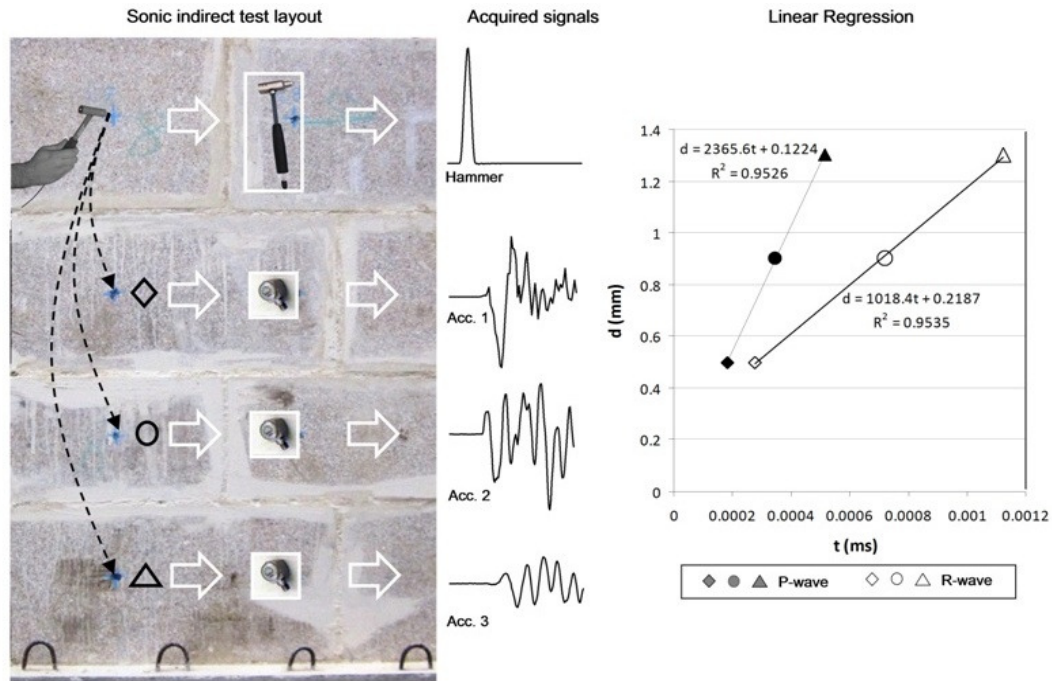 Sonic indirect test layout
Acquired signals
Linear Regression
Hammer
Acc. 1
Acc. 2
Acc. 3
1.4
1.2
1
0.8
0.6
0.4
0.2
0
d (mm)
d = 2365.6t + 0.1224
R² = 0.9526
d = 1018.4t + 0.2187
R² = 0.9535
0 0.0002 0.0004 0.0006 0.0008 0.001 0.0012
t (ms)
P-wave R-wave